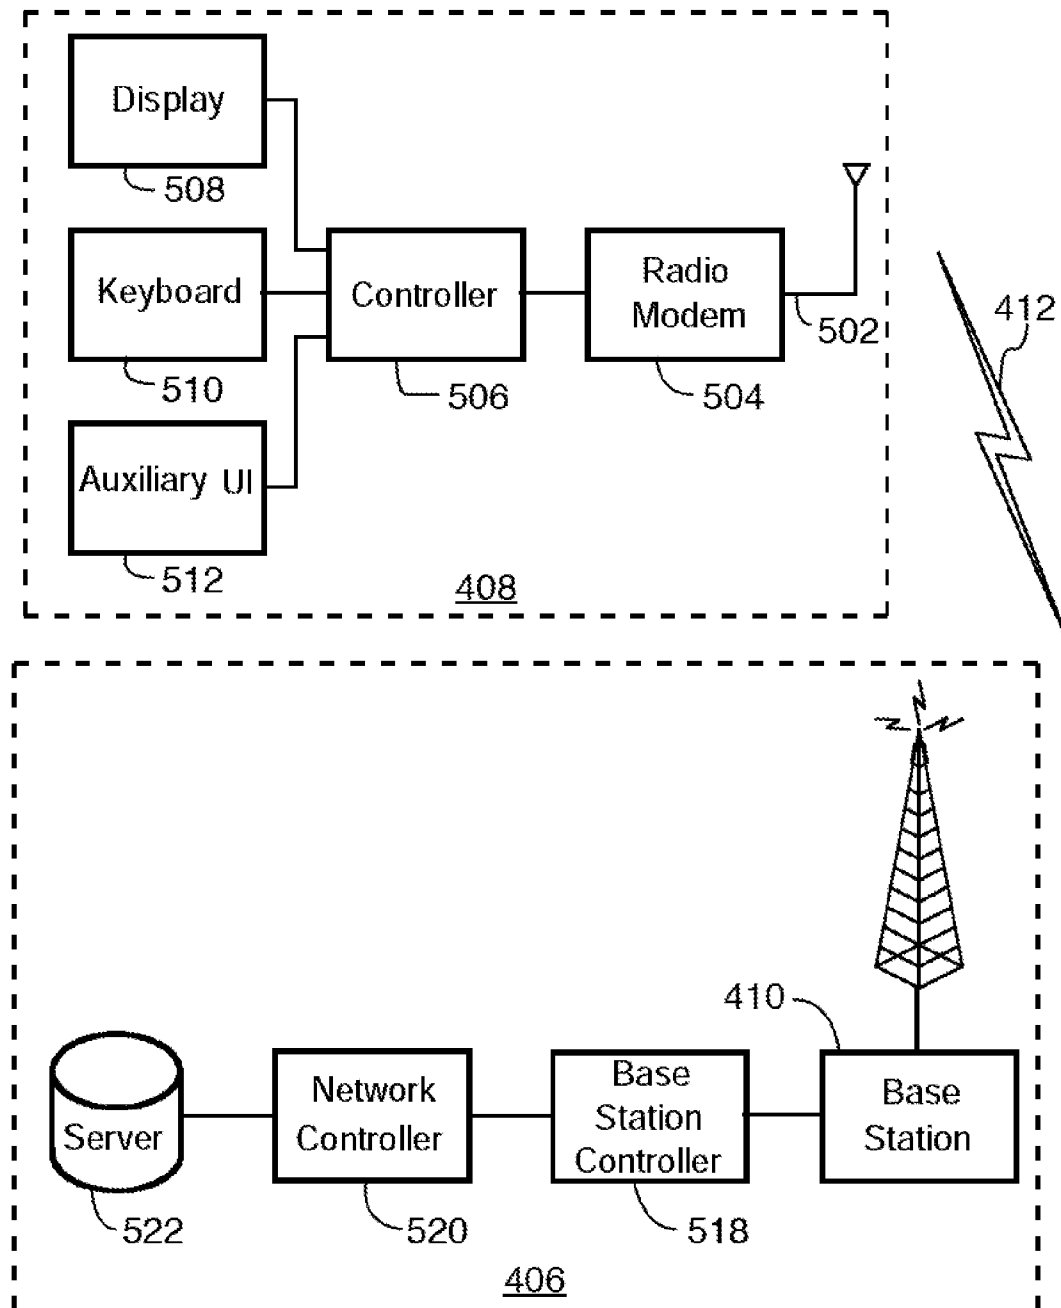 Display
508
Keyboard
510
Auxiliary UI
512
Controller
506
Radio
Modem
504
502
412
408
410
Server
522
Network
Controller
520
Base
Station
Controller
518
Base
Station
406